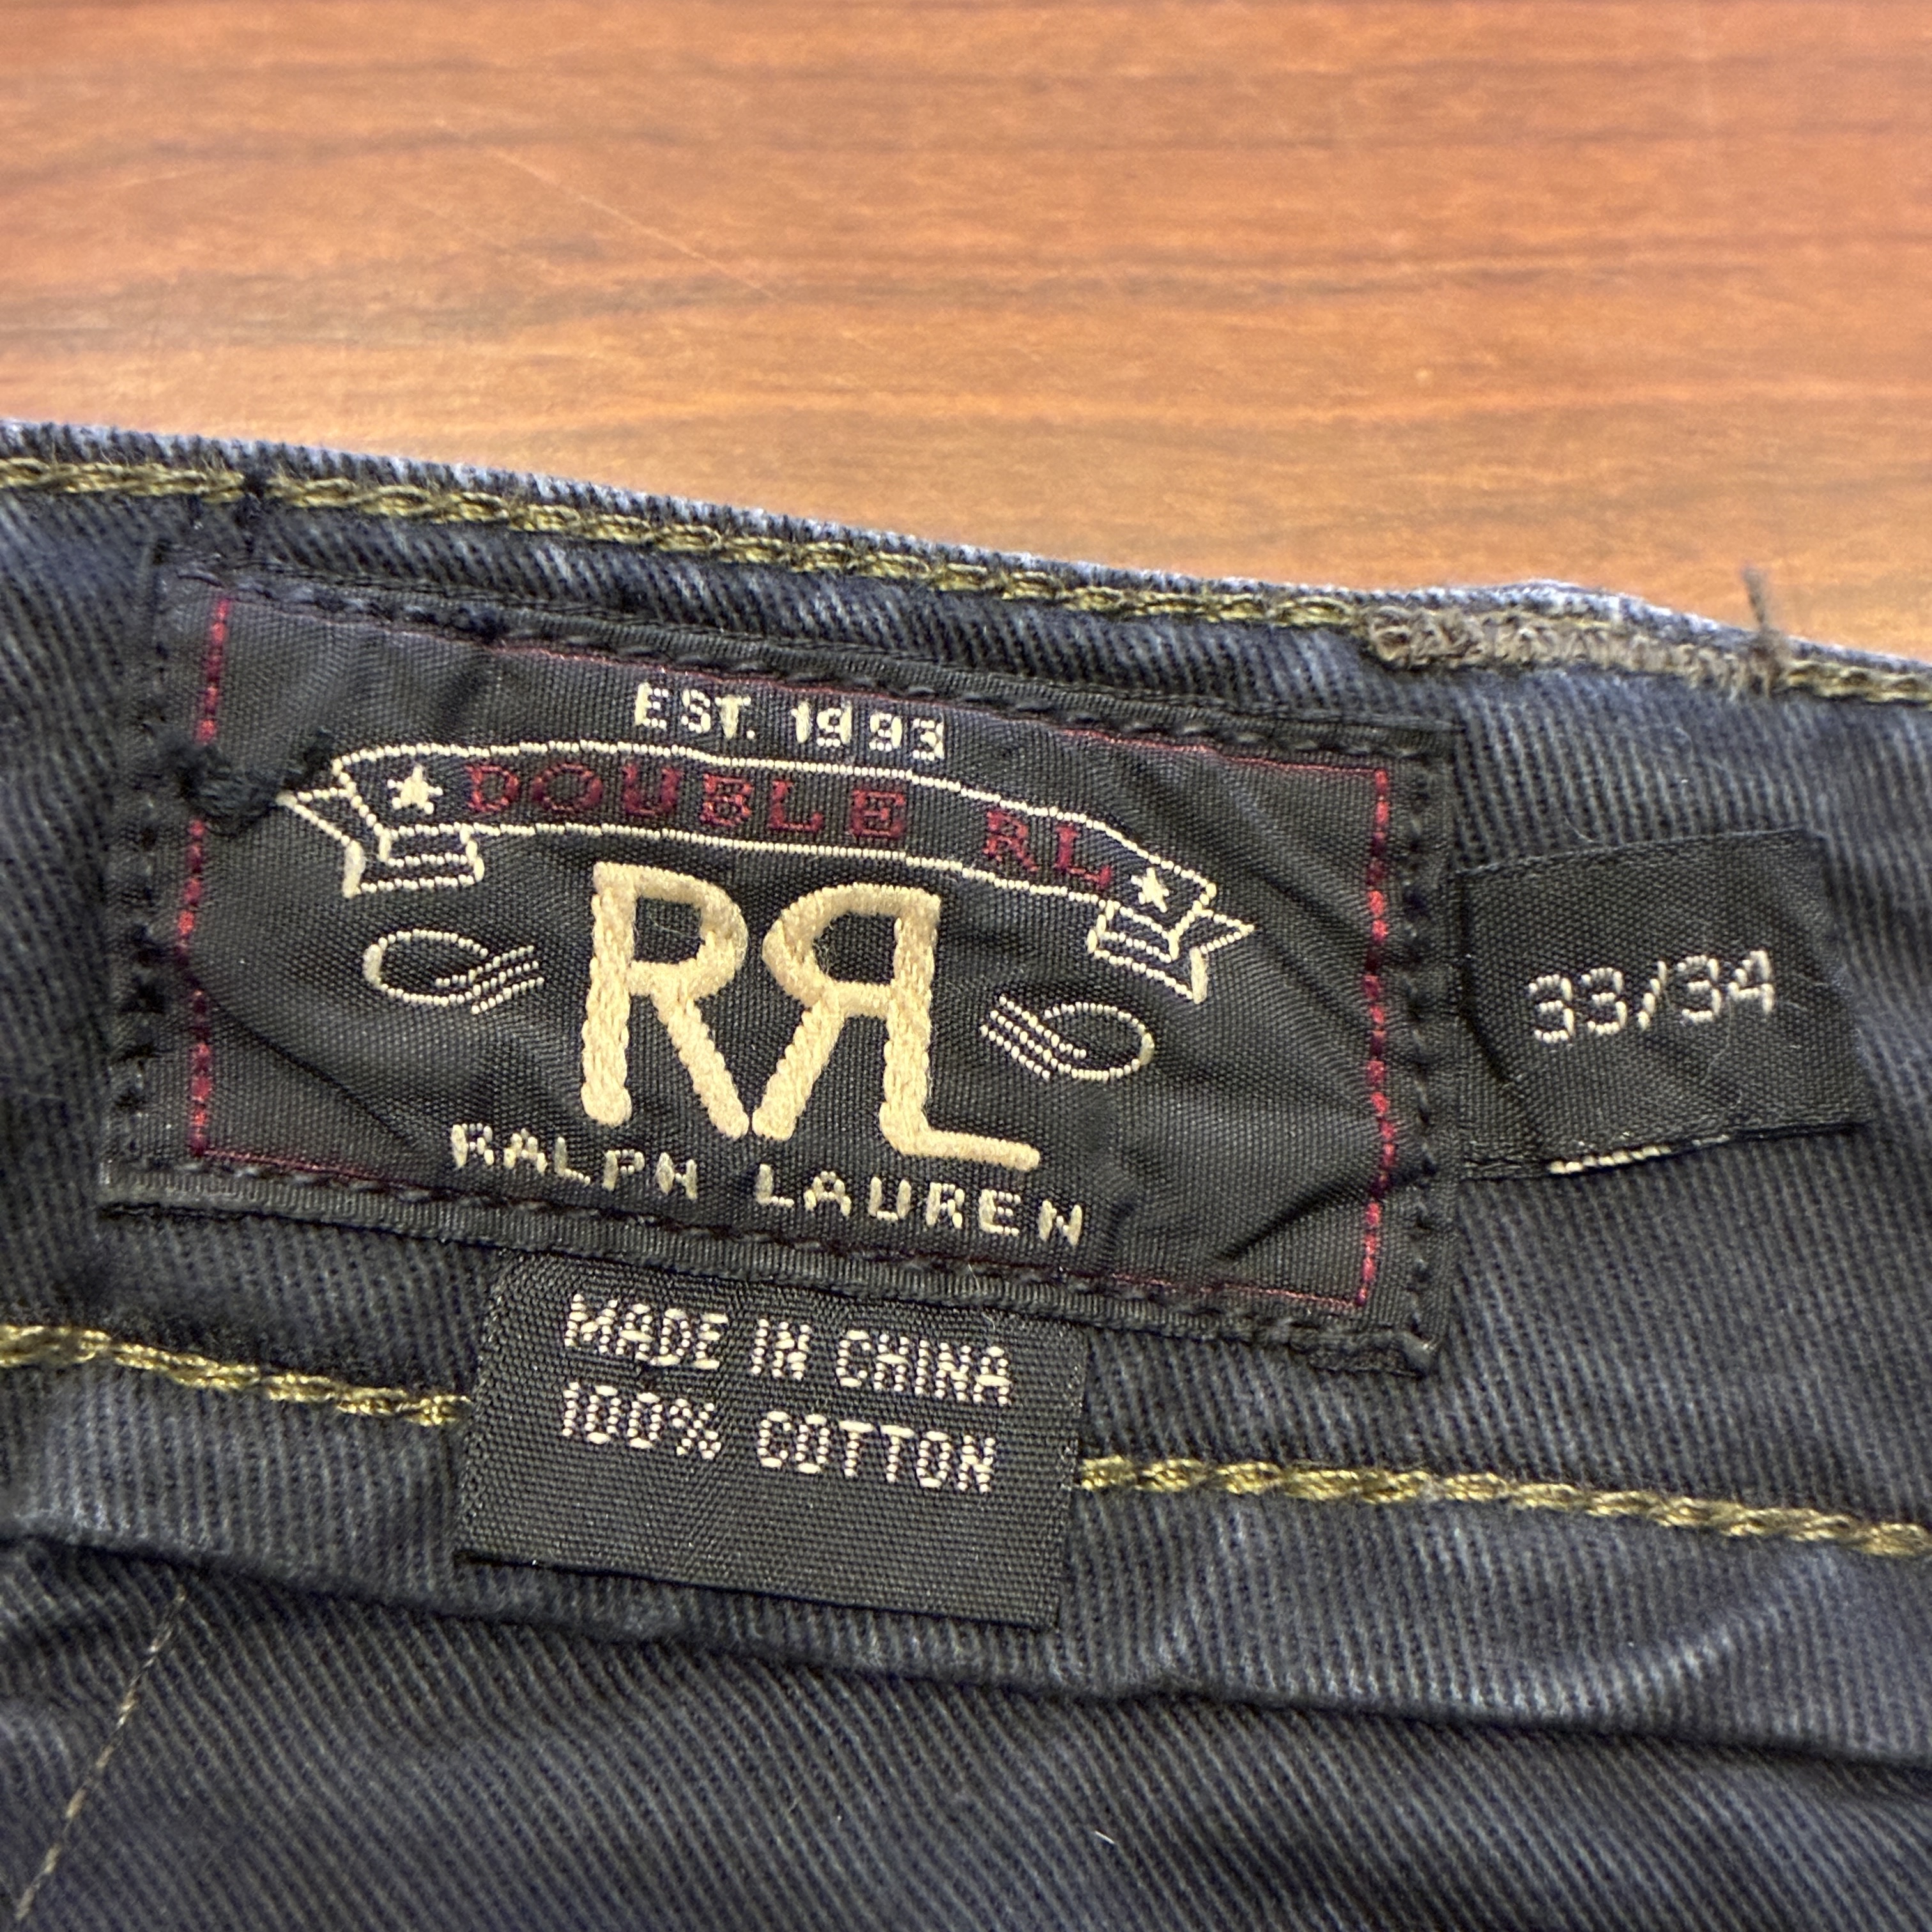 EST. 1993
DOUBLE RL
RRL
RALPH LAUREN
33/34
MADE IN CHINA
100% COTTON